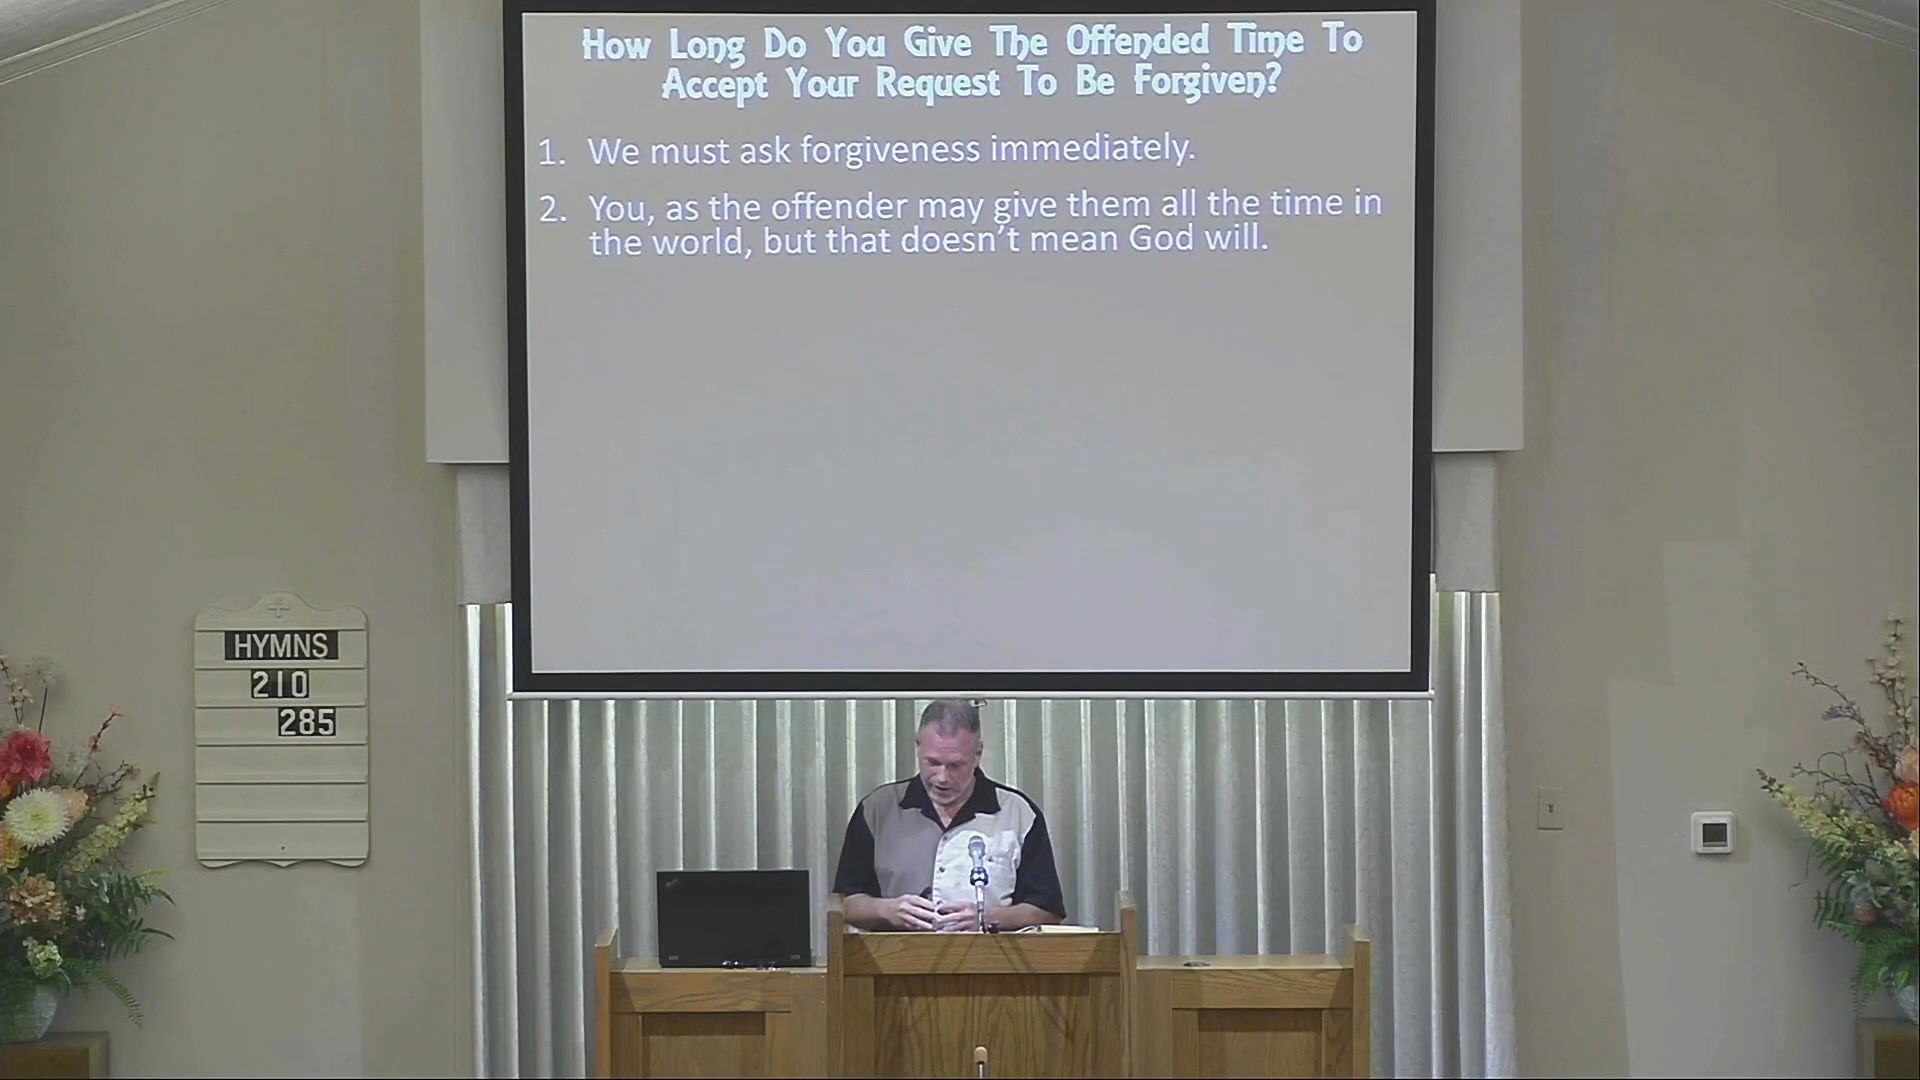 How Long Do You Give The Offended Time To
Accept Your Request To Be Forgiven?
1. We must ask forgiveness immediately.
2. You, as the offender may give them all the time in
the world, but that doesn't mean God will.
HYMNS
210
285